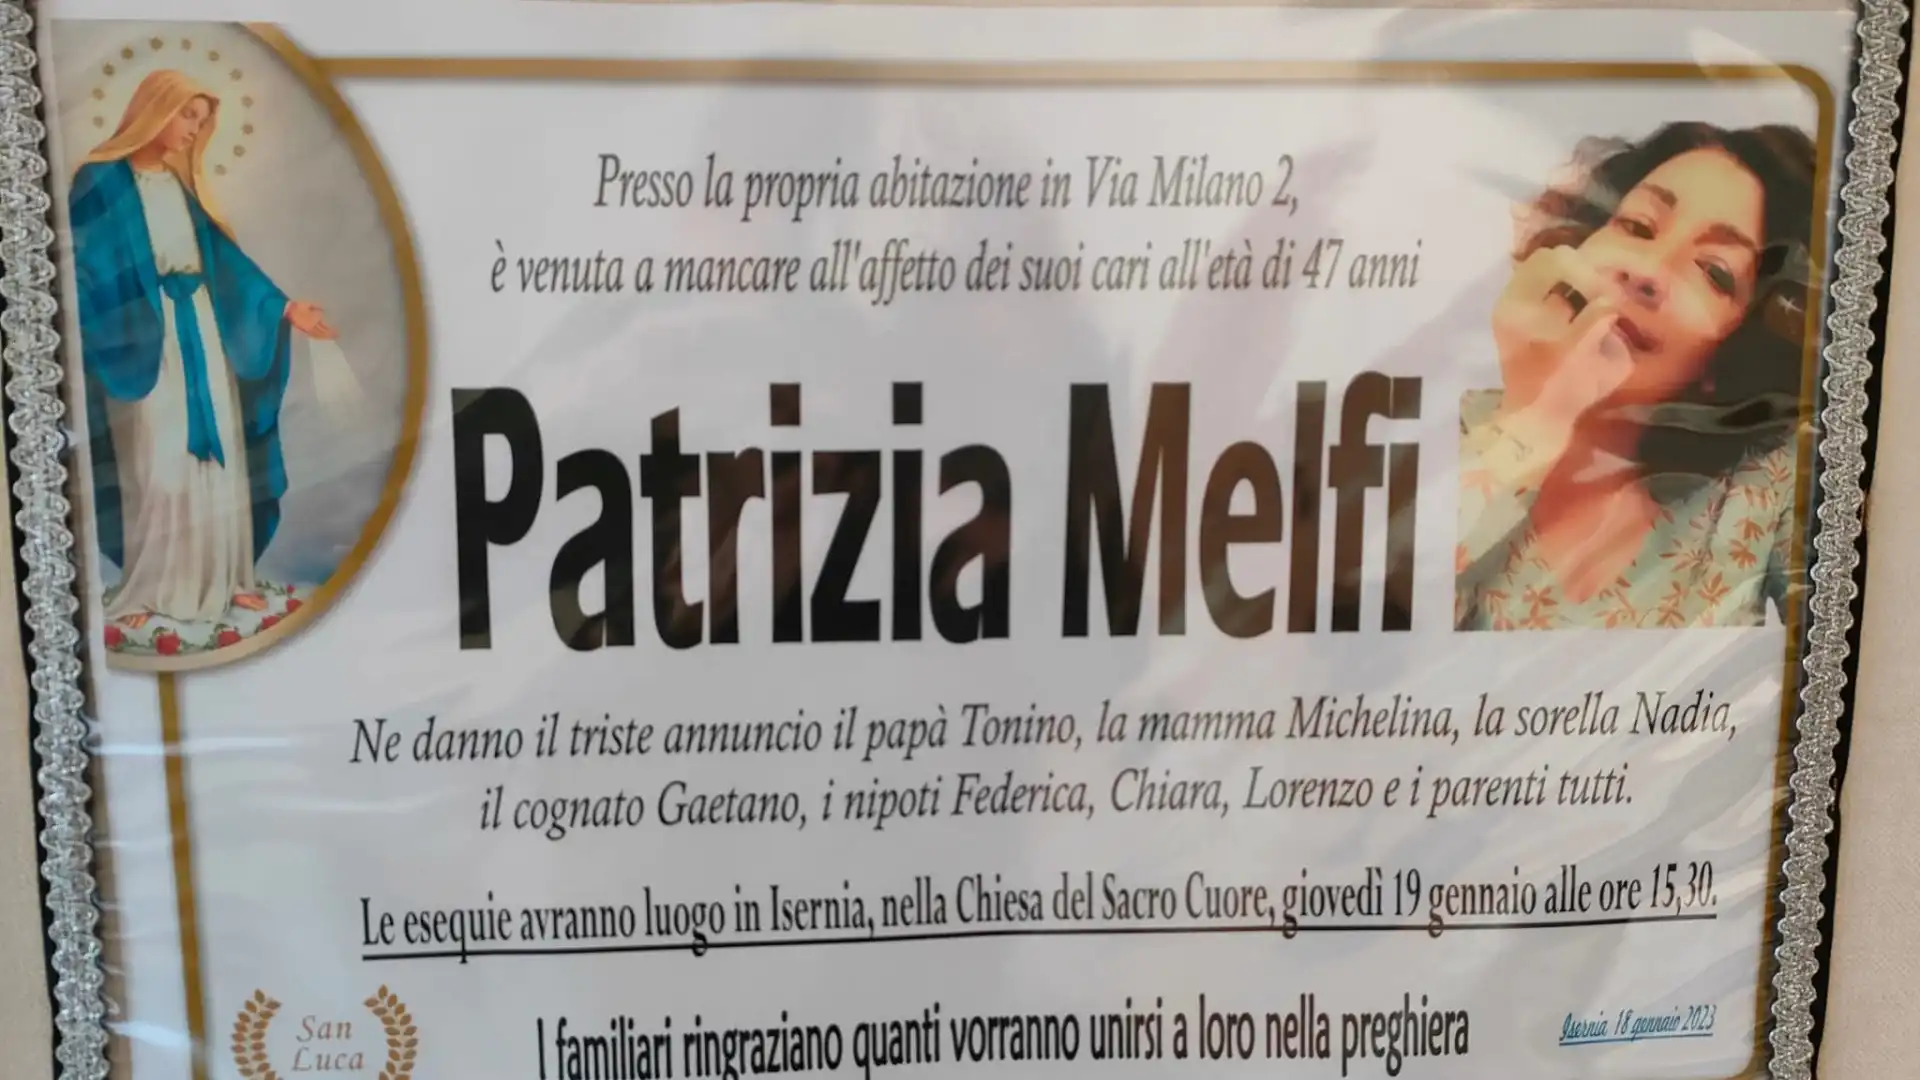 Presso la propria abitazione in Via Milano 2,
è venuta a mancare all'affetto dei suoi cari all'età di 47 anni
Patrizia Melfi
Ne danno il triste annuncio il papà Tonino, la mamma Michelina, la sorella Nadia,
il cognato Gaetano, i nipoti Federica, Chiara, Lorenzo e i parenti tutti.
Le esequie avranno luogo in Isernia, nella Chiesa del Sacro Cuore, giovedì 19 gennaio alle ore 15,30.
I familiari ringraziano quanti vorranno unirsi a loro nella preghiera
Isernia 18 gennaio 2023
San
Luca